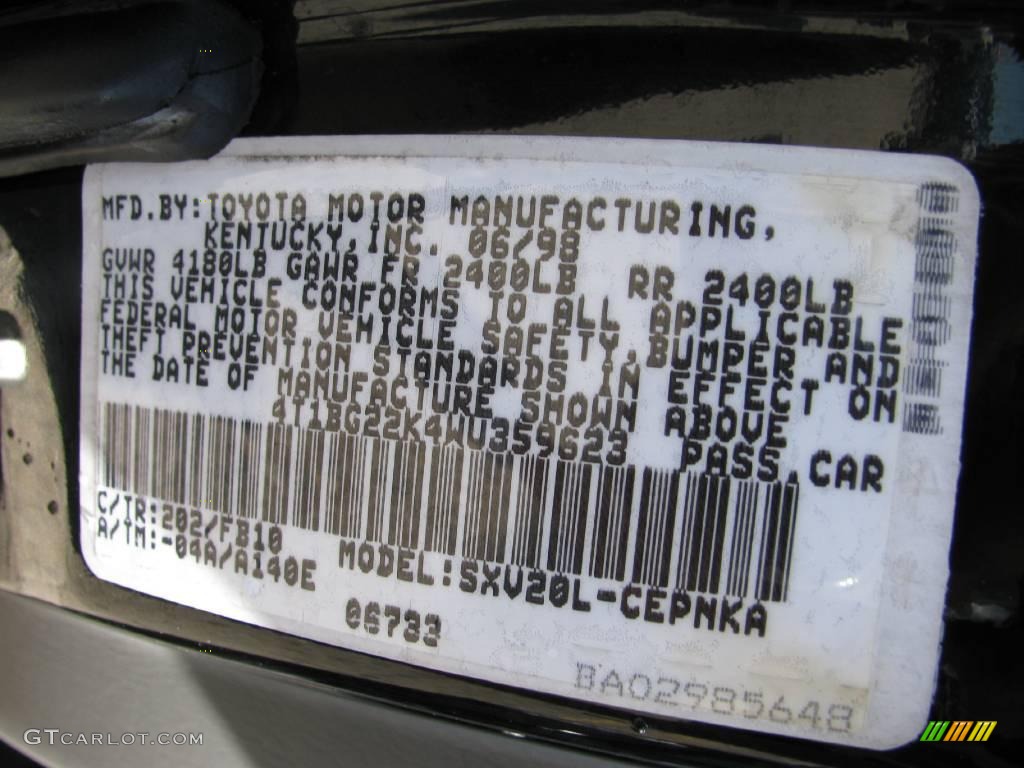 MFD.BY:TOYOTA MOTOR MANUFACTURING,
KENTUCKY,INC. 06/98
GVWR 4180LB GAWR FR 2400LB RR 2400LB
THIS VEHICLE CONFORMS TO ALL APPLICABLE
FEDERAL MOTOR VEHICLE SAFETY,BUMPER AND
THEFT PREVENTION STANDARDS IN EFFECT ON
THE DATE OF MANUFACTURE SHOWN ABOVE
4T1BG22K4WU359623 PASS.CAR
C/TR:202/FB10
A/TM:-04A/A140E MODEL:SXV20L-CEPNKA
06783
BA02985648
GTCARLOT.COM